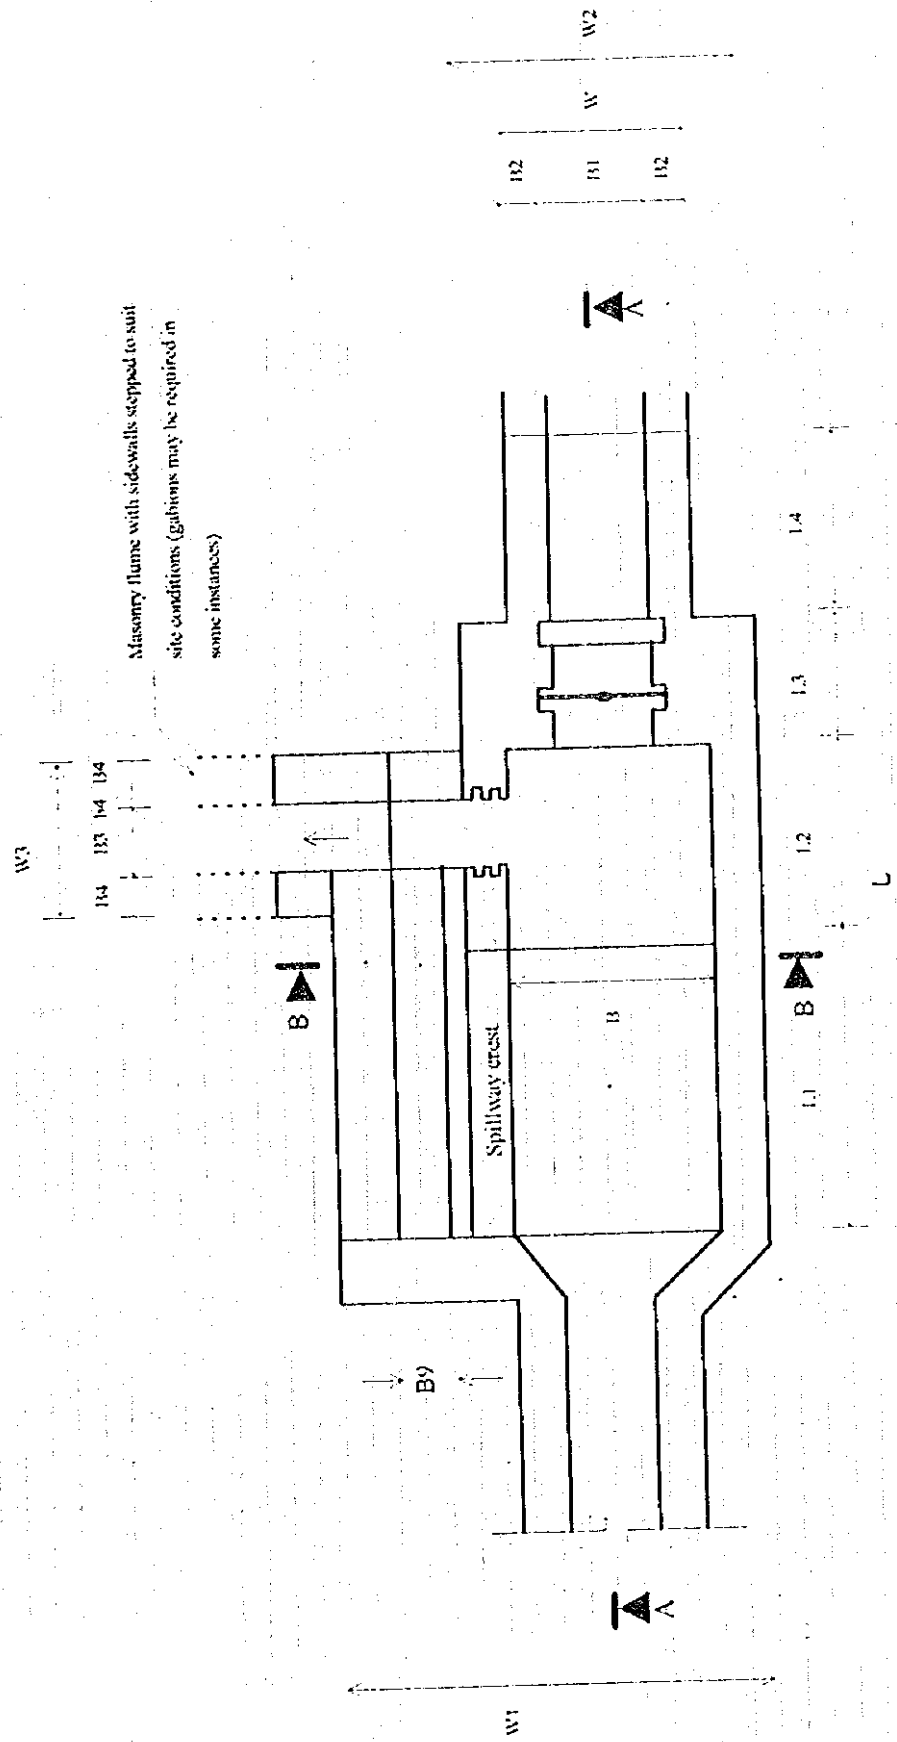 W2
W
B2
B1
B2
Masonry flume with sidewalls stepped to suit
site conditions (gabions may be required in
some instances)
W3
B4
B3
B4
B4
A
B
B
Spillway crest
B
L4
L3
L2
L1
L
B9
A
W1